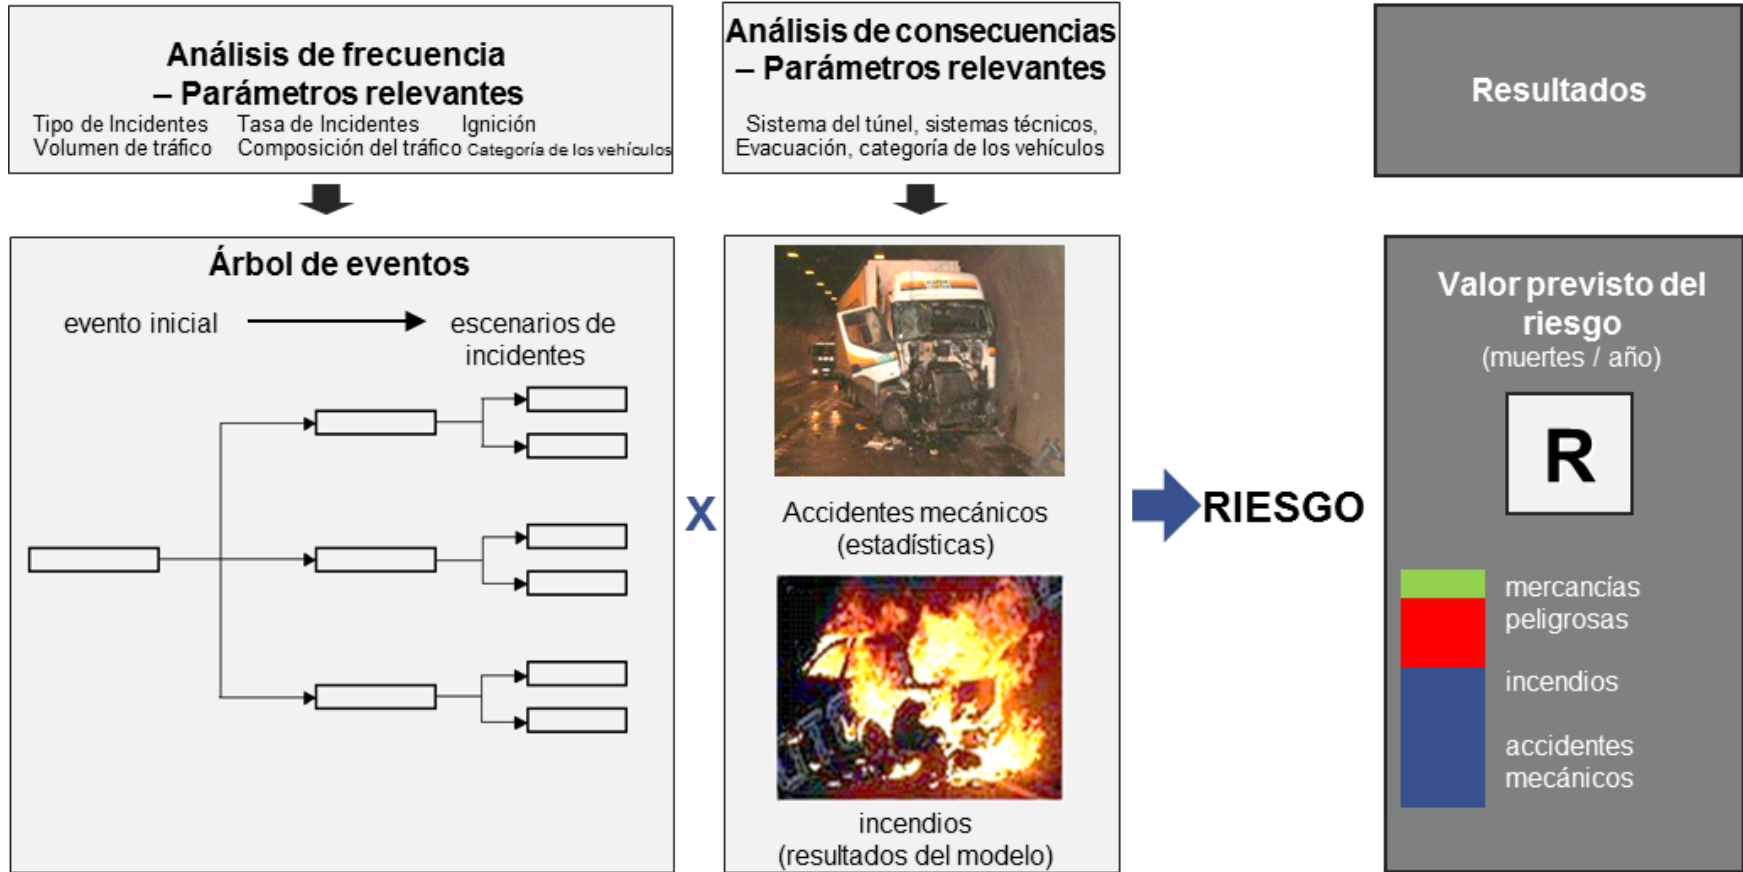 Análisis de frecuencia
– Parámetros relevantes
Tipo de Incidentes Tasa de Incidentes Ignición
Volumen de tráfico Composición del tráfico Categoría de los vehículos
Análisis de consecuencias
– Parámetros relevantes
Sistema del túnel, sistemas técnicos,
Evacuación, categoría de los vehículos
Resultados
Árbol de eventos
evento inicial
escenarios de
incidentes
X
Accidentes mecánicos
(estadísticas)
incendios
(resultados del modelo)
RIESGO
Valor previsto del
riesgo
(muertes / año)
R
mercancías
peligrosas
incendios
accidentes
mecánicos